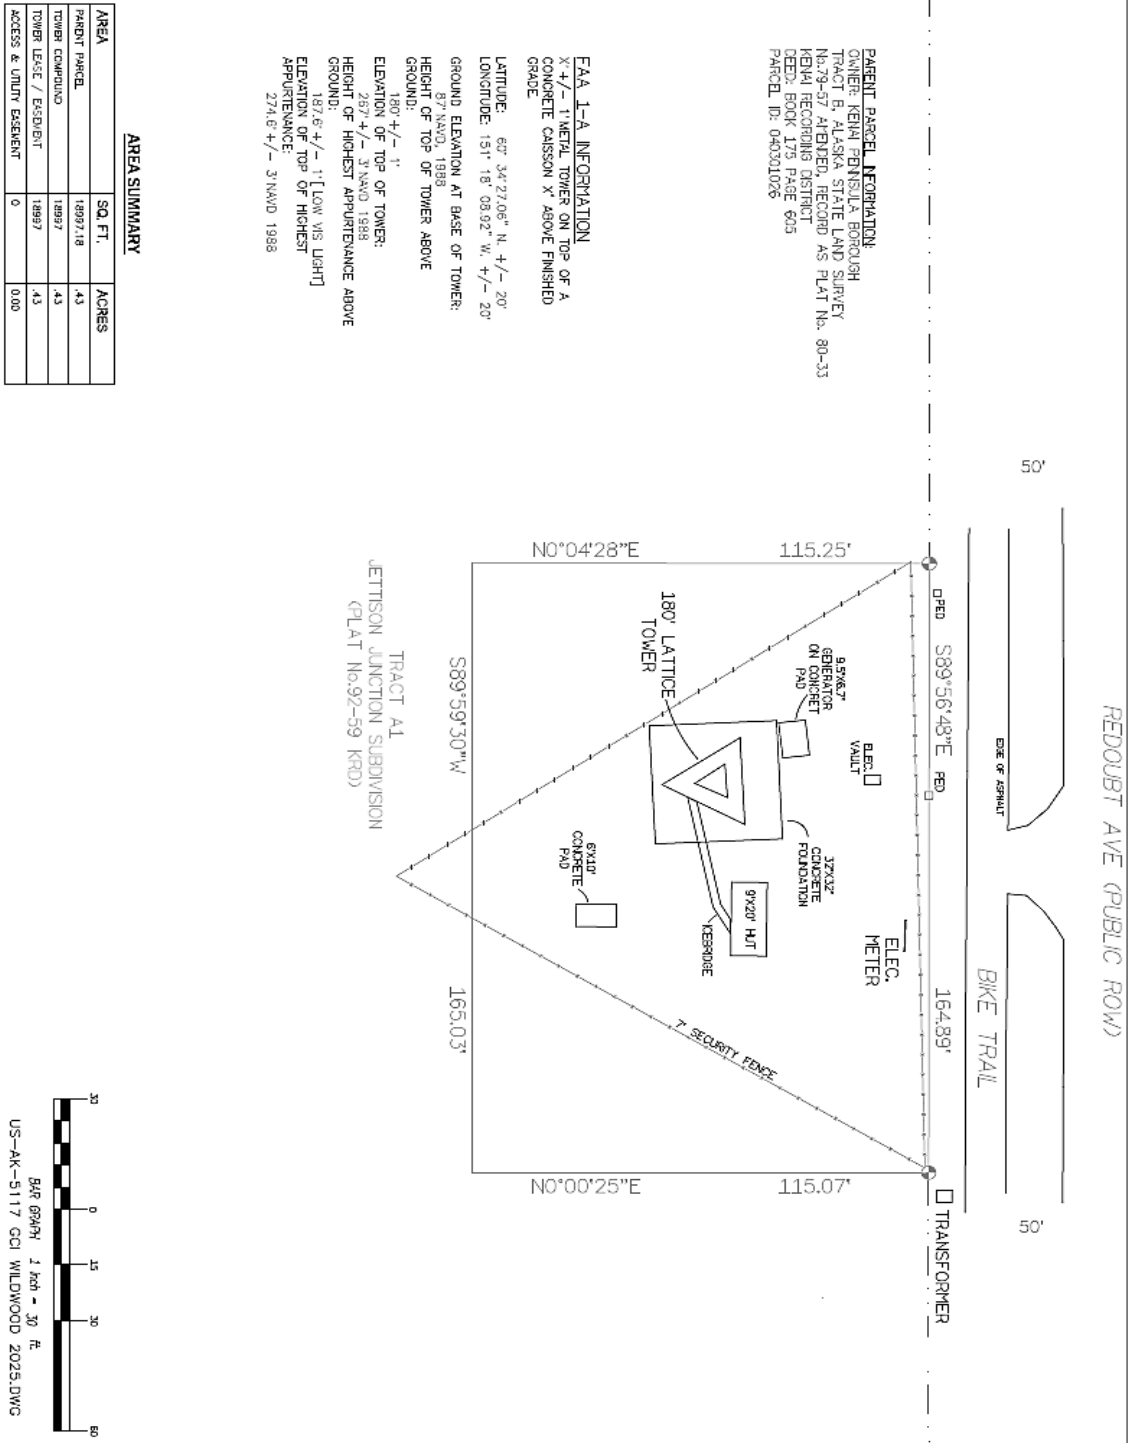 REDOUBT AVE (PUBLIC ROW)
50'
50'
EDGE OF ASPHALT
BIKE TRAIL
PED
S89°56'48"E
PED
164.89'
TRANSFORMER
N0°04'28"E
115.25'
N0°00'25"E
115.07'
S89°59'30"W
165.03'
9.5'X6.7'
GENERATOR
ON CONCRET
PAD
ELEC.
VAULT
ELEC.
METER
32'X32'
CONCRETE
FOUNDATION
180' LATTICE
TOWER
9'X20' HUT
ICEBRIDGE
6'X10'
CONCRETE
PAD
7' SECURITY FENCE
TRACT A1
JETTISON JUNCTION SUBDIVISION
(PLAT No.92-59 KRD)
PARENT PARCEL INFORMATION:
OWNER: KENAI PENNSULA BOROUGH
TRACT B, ALASKA STATE LAND SURVEY
No.79-57 AMENDED, RECORD AS PLAT No. 80-33
KENAI RECORDING DISTRICT
DEED: BOOK 175 PAGE 605
PARCEL ID: 040301026
FAA 1-A INFORMATION
X'+/- 1' METAL TOWER ON TOP OF A
CONCRETE CAISSON X' ABOVE FINISHED
GRADE
LATITUDE: 60° 34'27.06" N. +/- 20'
LONGITUDE: 151° 18' 08.92" W. +/- 20'
GROUND ELEVATION AT BASE OF TOWER:
87' NAVD, 1988
HEIGHT OF TOP OF TOWER ABOVE
GROUND:
180'+/- 1'
ELEVATION OF TOP OF TOWER:
267'+/- 3' NAVD 1988
HEIGHT OF HIGHEST APPURTENANCE ABOVE
GROUND:
187.6'+/- 1'[LOW VIS LIGHT]
ELEVATION OF TOP OF HIGHEST
APPURTENANCE:
274.6'+/- 3' NAVD 1988
AREA SUMMARY
AREA SQ. FT. ACRES
PARENT PARCEL 18997.18 .43
TOWER COMPOUND 18997 .43
TOWER LEASE / EASEMENT 18997 .43
ACCESS & UTILITY EASEMENT 0 0.00
30 0 15 30 60
BAR GRAPH 1 inch = 30 ft.
US-AK-5117 GCI WILDWOOD 2025.DWG